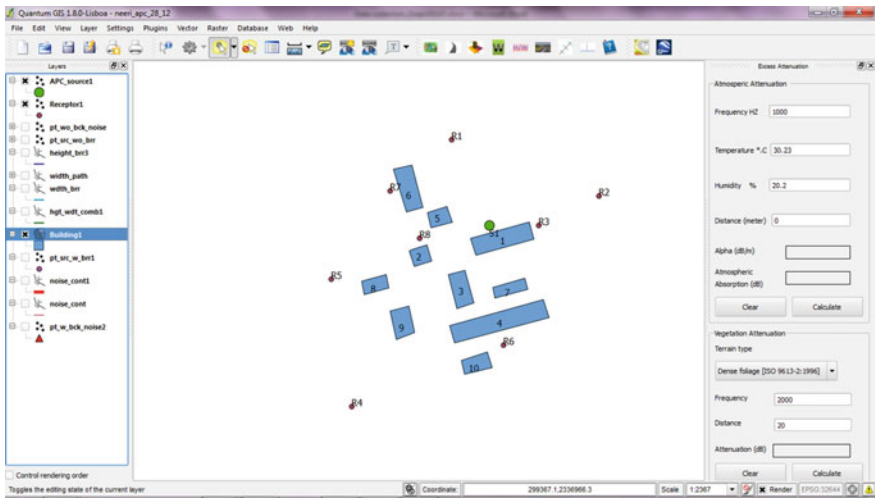 Quantum GIS 1.8.0-Lisboa - neeri_apc_28_12
File Edit View Layer Settings Plugins Vector Raster Database Web Help
Layers
APC_source1
Receptor1
pt_wo_bck_noise
pt_src_wo_brr
height_brr3
width_path
wdth_brr
hgt_wdt_comb1
Building1
pt_src_w_brr1
noise_cont1
noise_cont
pt_w_bck_noise2
Control rendering order
R1
R7
R2
6
5
R8
S1
R3
1
2
R5
8
3
7
9
4
R6
10
R4
Excess Attenuation
Atmosperic Attenuation
Frequency HZ 1000
Temperature *.C 30.23
Humidity % 20.2
Distance (meter) 0
Alpha (dB/m)
Atmospheric
Absorption (dB)
Clear Calculate
Vegetation Attenuation
Terrain type
Dense foliage [ISO 9613-2:1996]
Frequency 2000
Distance 20
Attenuation (dB)
Clear Calculate
Toggles the editing state of the current layer
Coordinate: 299367.1,2336966.3
Scale 1:2367
Render
EPSG:32644